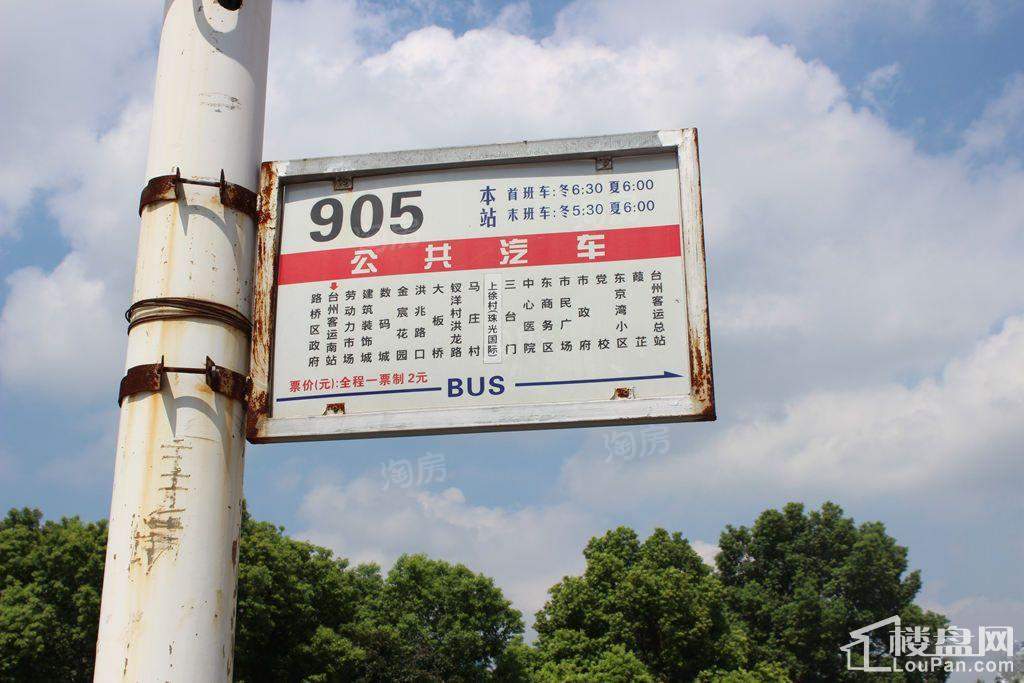 905
本站
首班车:冬6:30 夏6:00
末班车:冬5:30 夏6:00
公共汽车
路桥区政府
台州客运南站
劳动力市场
建筑装饰城
数码城
金宸花园
洪兆路口
大板桥
钗洋村洪龙路
马庄村
上徐村(珠光国际)
三台门
中心医院
东商务区
市民广场
市政府
党校
东京湾小区
葭芷
台州客运总站
票价(元):全程一票制 2元
BUS
淘房
淘房
淘房
楼盘网
LouPan.com